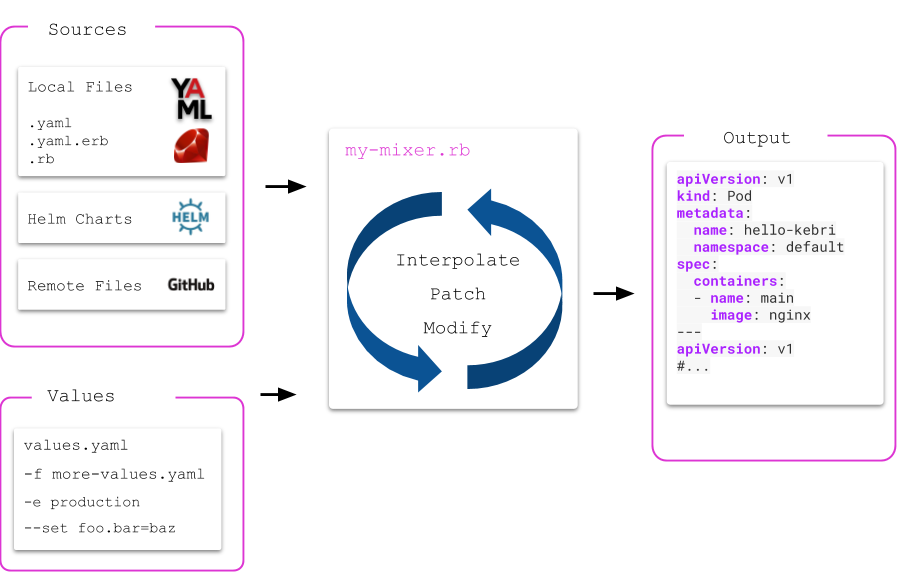 Sources
Local Files
YAML
.yaml
.yaml.erb
.rb
Helm Charts
HELM
Remote Files
GitHub
Values
values.yaml
-f more-values.yaml
-e production
--set foo.bar=baz
my-mixer.rb
Interpolate
Patch
Modify
Output
apiVersion: v1
kind: Pod
metadata:
  name: hello-kebri
  namespace: default
spec:
  containers:
  - name: main
    image: nginx
---
apiVersion: v1
#...